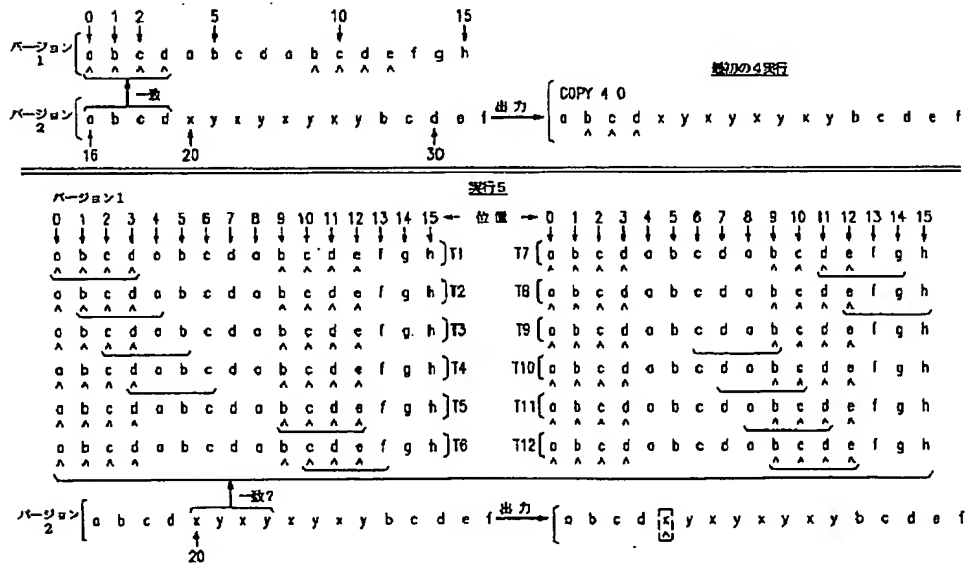 0 1 2 5 10 15
バージョン 1 a b c d a b c d a b c d e f g h
^ ^ ^ ^ ^ ^ ^ ^
一致
最初の4実行
バージョン 2 a b c d x y x y x y x y b c d e f 出力 COPY 4 0
a b c d x y x y x y x y b c d e f
^ ^ ^
16 20 30
実行5
バージョン1
0 1 2 3 4 5 6 7 8 9 10 11 12 13 14 15 位置 0 1 2 3 4 5 6 7 8 9 10 11 12 13 14 15
a b c d a b c d a b c d e f g h T1 T7 a b c d a b c d a b c d e f g h
^ ^ ^ ^ ^ ^ ^ ^ ^ ^ ^ ^ ^ ^ ^ ^
a b c d a b c d a b c d e f g h T2 T8 a b c d a b c d a b c d e f g h
^ ^ ^ ^ ^ ^ ^ ^ ^ ^ ^ ^ ^ ^ ^ ^
a b c d a b c d a b c d e f g h T3 T9 a b c d a b c d a b c d e f g h
^ ^ ^ ^ ^ ^ ^ ^ ^ ^ ^ ^ ^ ^ ^ ^
a b c d a b c d a b c d e f g h T4 T10 a b c d a b c d a b c d e f g h
^ ^ ^ ^ ^ ^ ^ ^ ^ ^ ^ ^ ^ ^ ^ ^
a b c d a b c d a b c d e f g h T5 T11 a b c d a b c d a b c d e f g h
^ ^ ^ ^ ^ ^ ^ ^ ^ ^ ^ ^ ^ ^ ^ ^
a b c d a b c d a b c d e f g h T6 T12 a b c d a b c d a b c d e f g h
^ ^ ^ ^ ^ ^ ^ ^ ^ ^ ^ ^ ^ ^ ^ ^
一致?
バージョン 2 a b c d x y x y x y x y b c d e f 出力 a b c d x y x y x y x y b c d e f
^
20